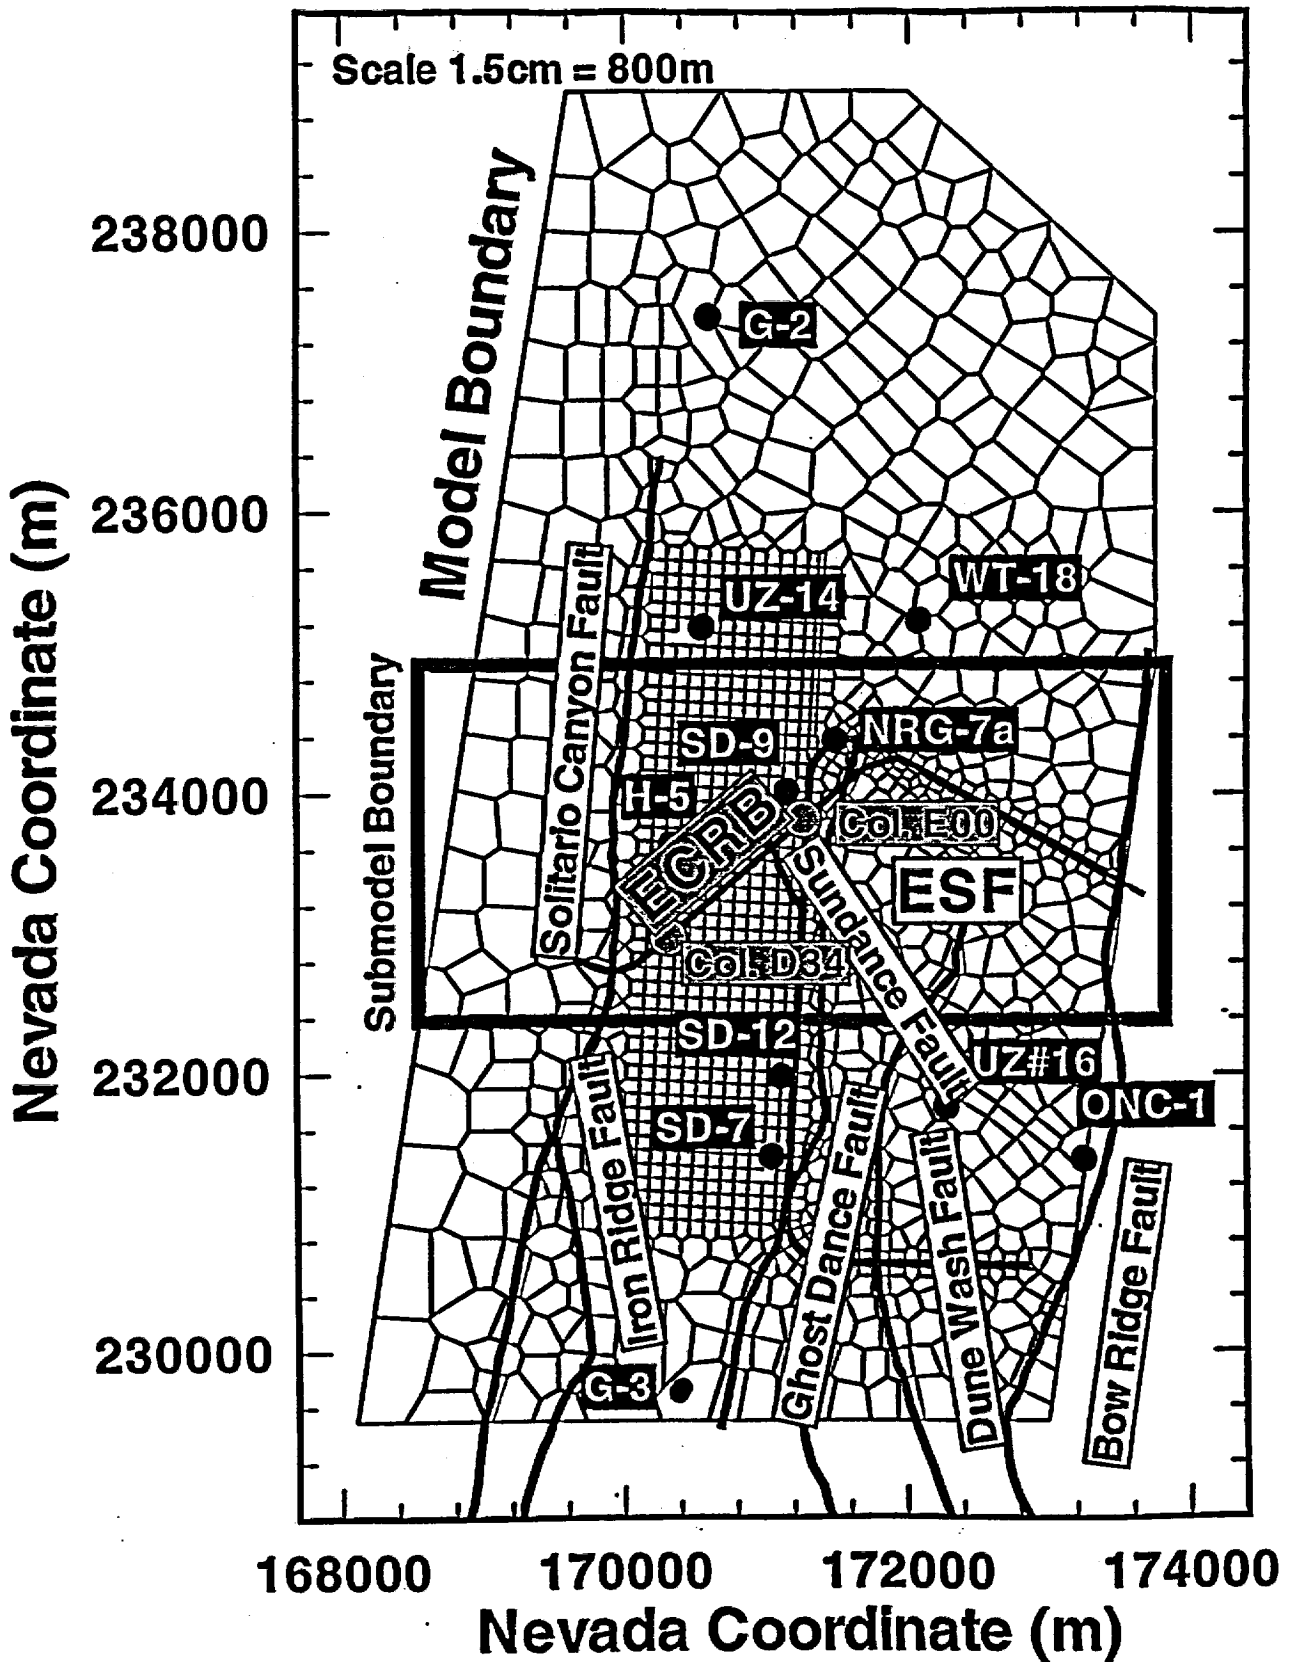 Scale 1.5cm = 800m
Model Boundary
238000
G-2
Nevada Coordinate (m)
236000
Solitario Canyon Fault
UZ-14
WT-18
Submodel Boundary
SD-9
NRG-7a
234000
H-5
ECRB
Col. E00
ESF
Sundance Fault
Col. D34
SD-12
232000
UZ#16
ONC-1
SD-7
Iron Ridge Fault
Ghost Dance Fault
Dune Wash Fault
Bow Ridge Fault
230000
G-3
168000 170000 172000 174000
Nevada Coordinate (m)